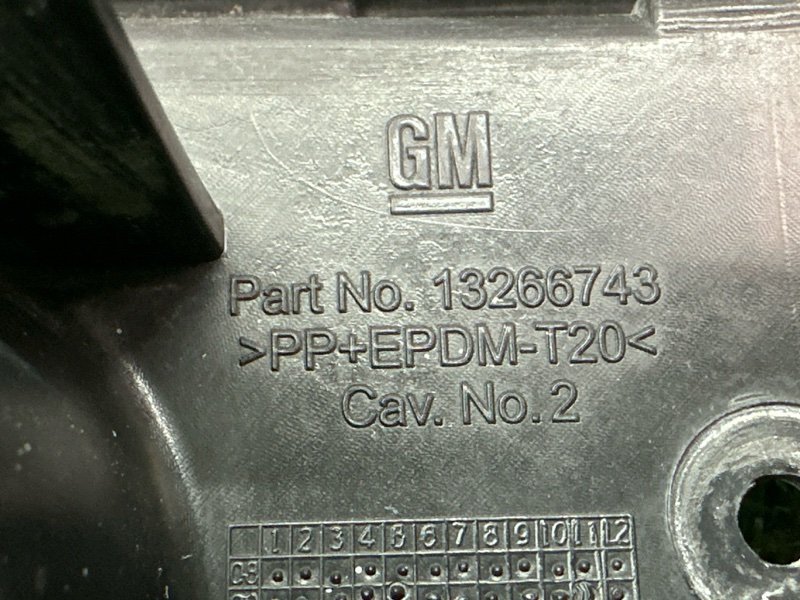 GM
Part No. 13266743
>PP+EPDM-T20<
Cav. No. 2
1 2 3 4 5 6 7 8 9 10 11 12